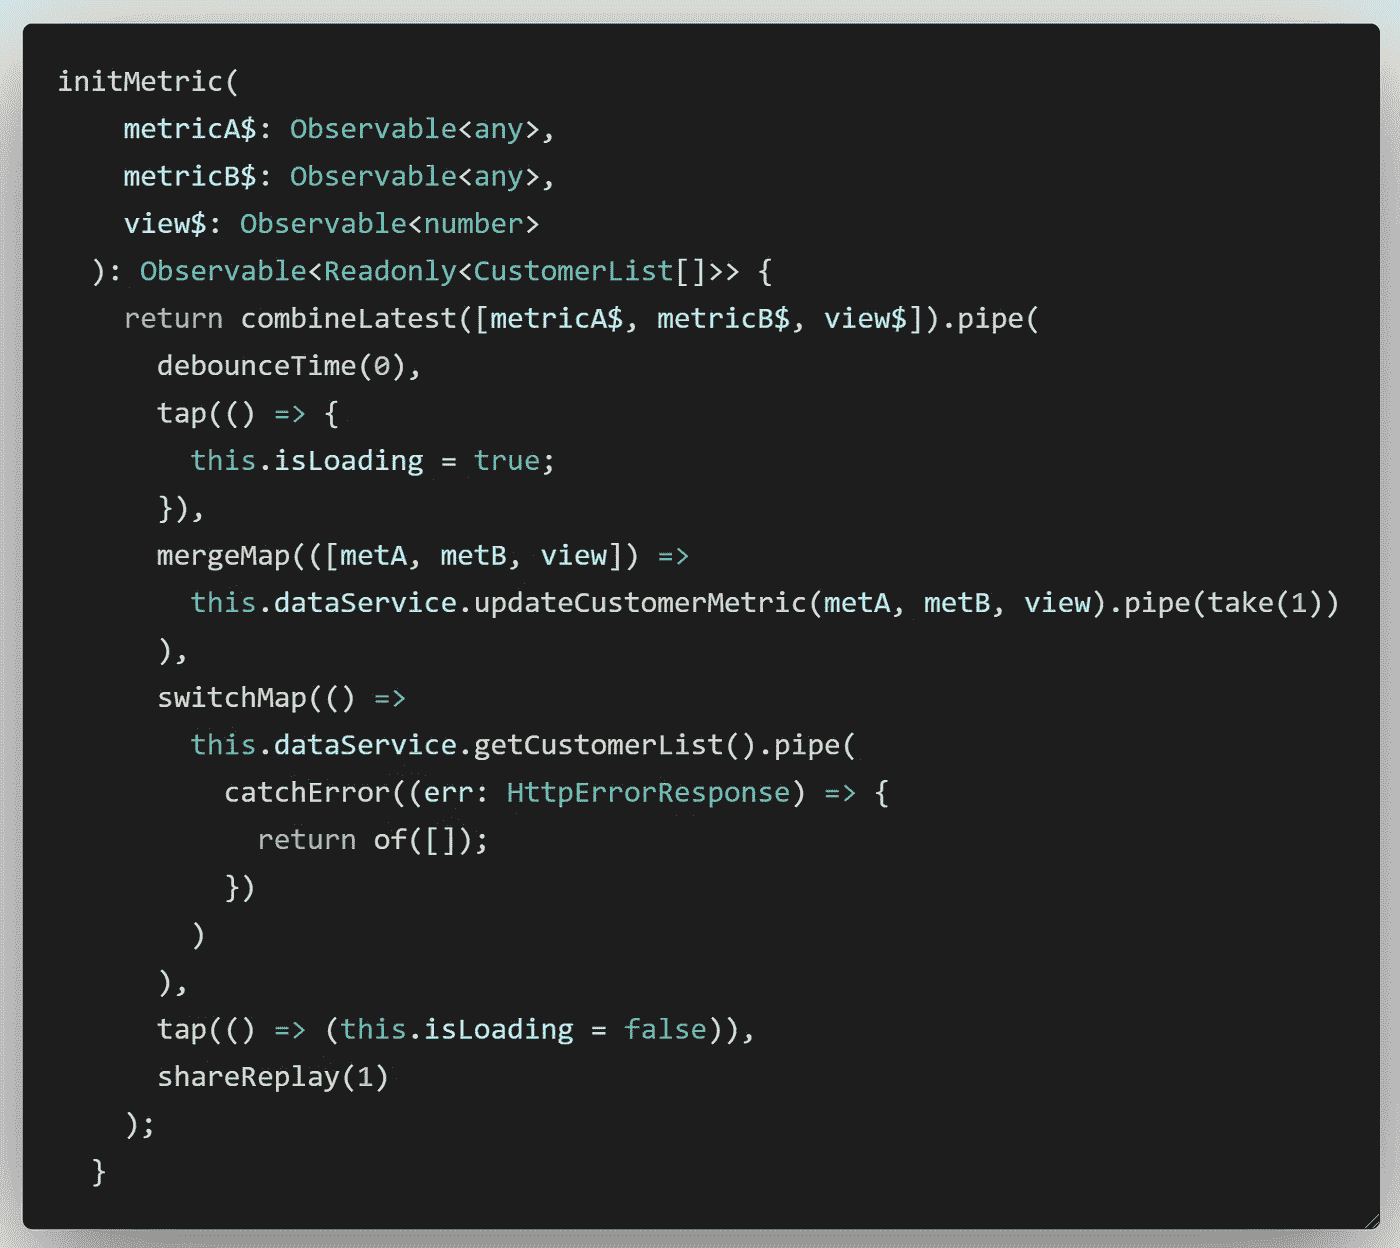 initMetric(
    metricA$: Observable<any>,
    metricB$: Observable<any>,
    view$: Observable<number>
  ): Observable<Readonly<CustomerList[]>> {
    return combineLatest([metricA$, metricB$, view$]).pipe(
      debounceTime(0),
      tap(() => {
        this.isLoading = true;
      }),
      mergeMap(([metA, metB, view]) =>
        this.dataService.updateCustomerMetric(metA, metB, view).pipe(take(1))
      ),
      switchMap(() =>
        this.dataService.getCustomerList().pipe(
          catchError((err: HttpErrorResponse) => {
            return of([]);
          })
        )
      ),
      tap(() => (this.isLoading = false)),
      shareReplay(1)
    );
  }